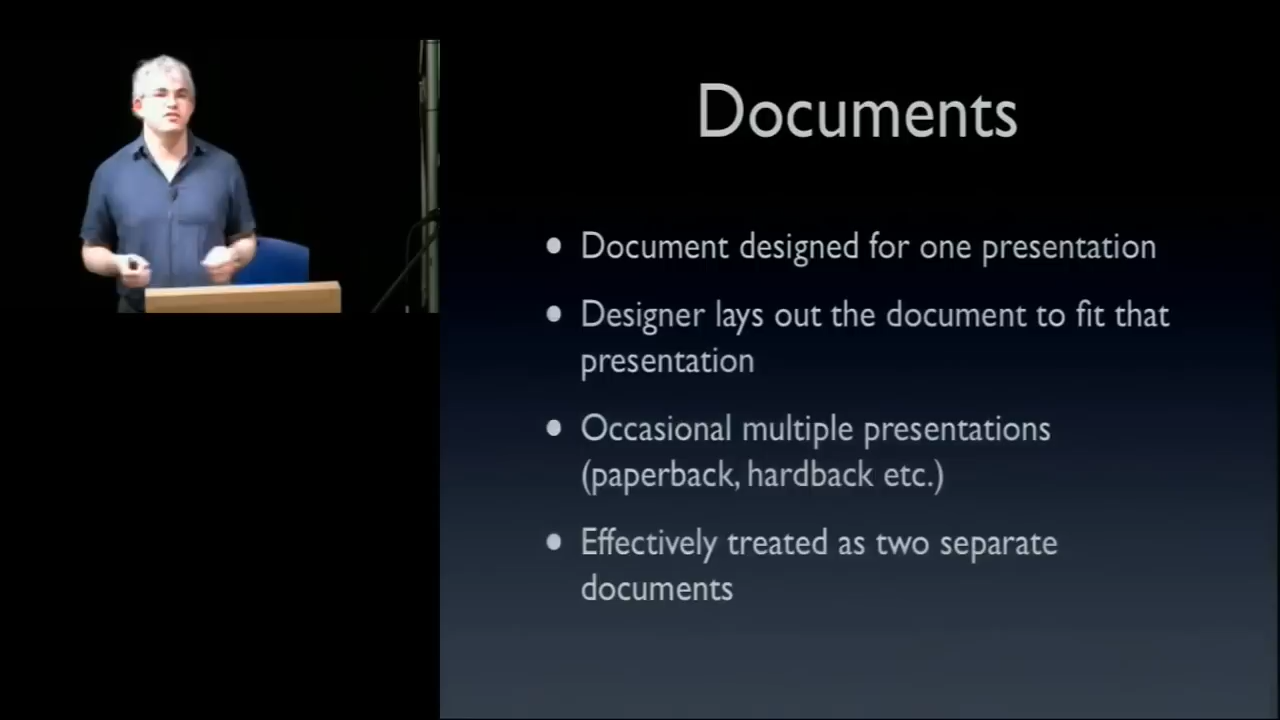 Documents
• Document designed for one presentation
• Designer lays out the document to fit that
presentation
• Occasional multiple presentations
(paperback, hardback etc.)
• Effectively treated as two separate
documents